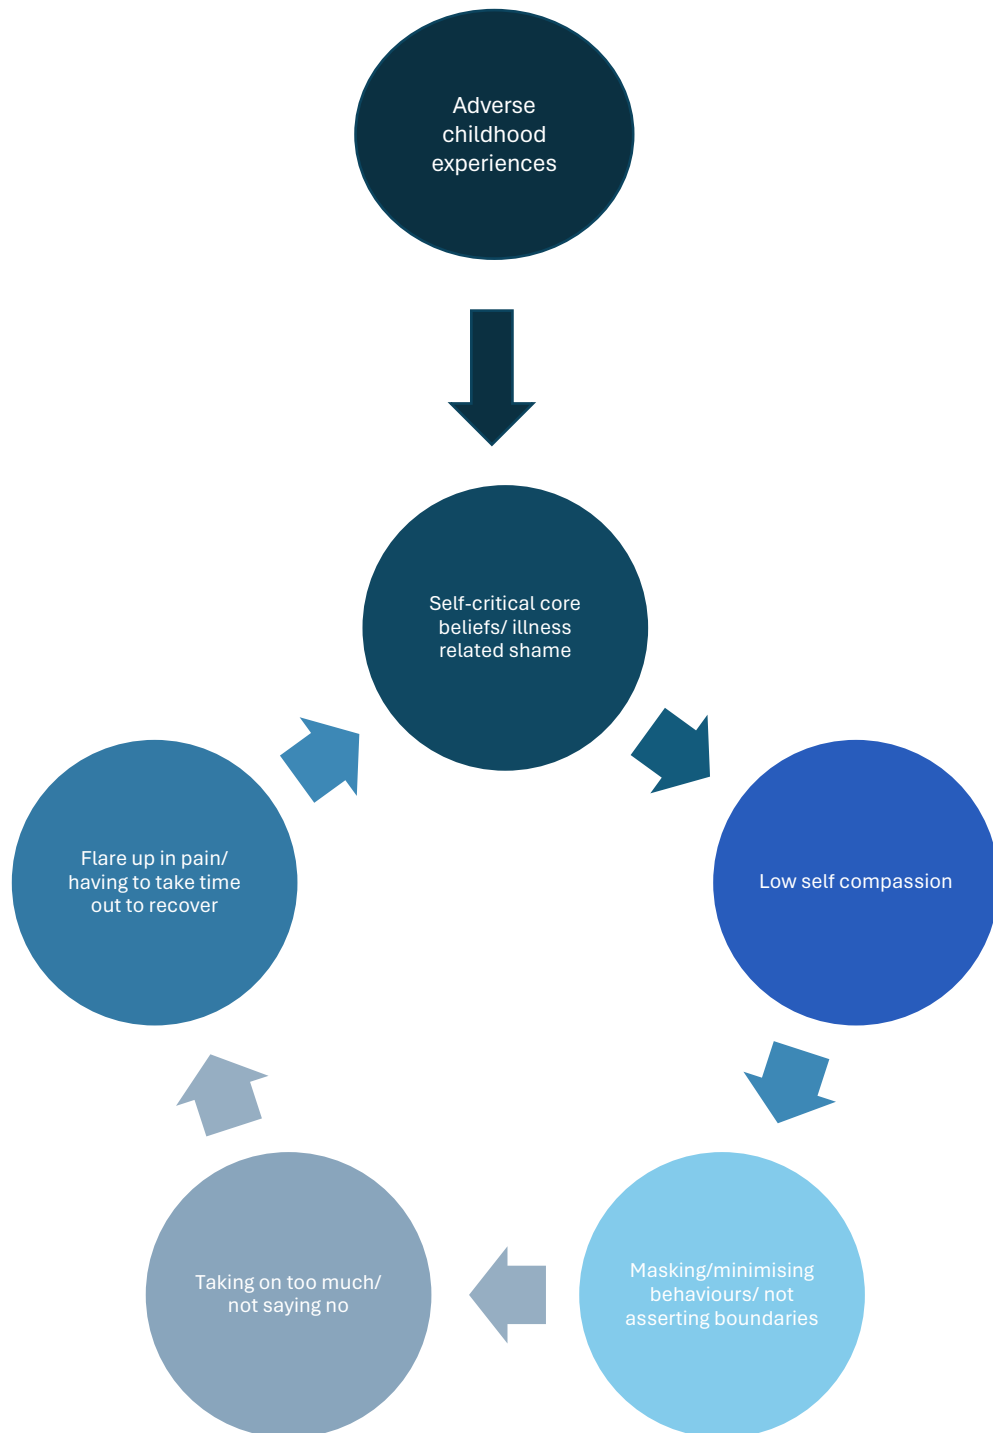 Adverse
childhood
experiences
Self-critical core
beliefs/ illness
related shame
Low self compassion
Masking/minimising
behaviours/ not
asserting boundaries
Taking on too much/
not saying no
Flare up in pain/
having to take time
out to recover